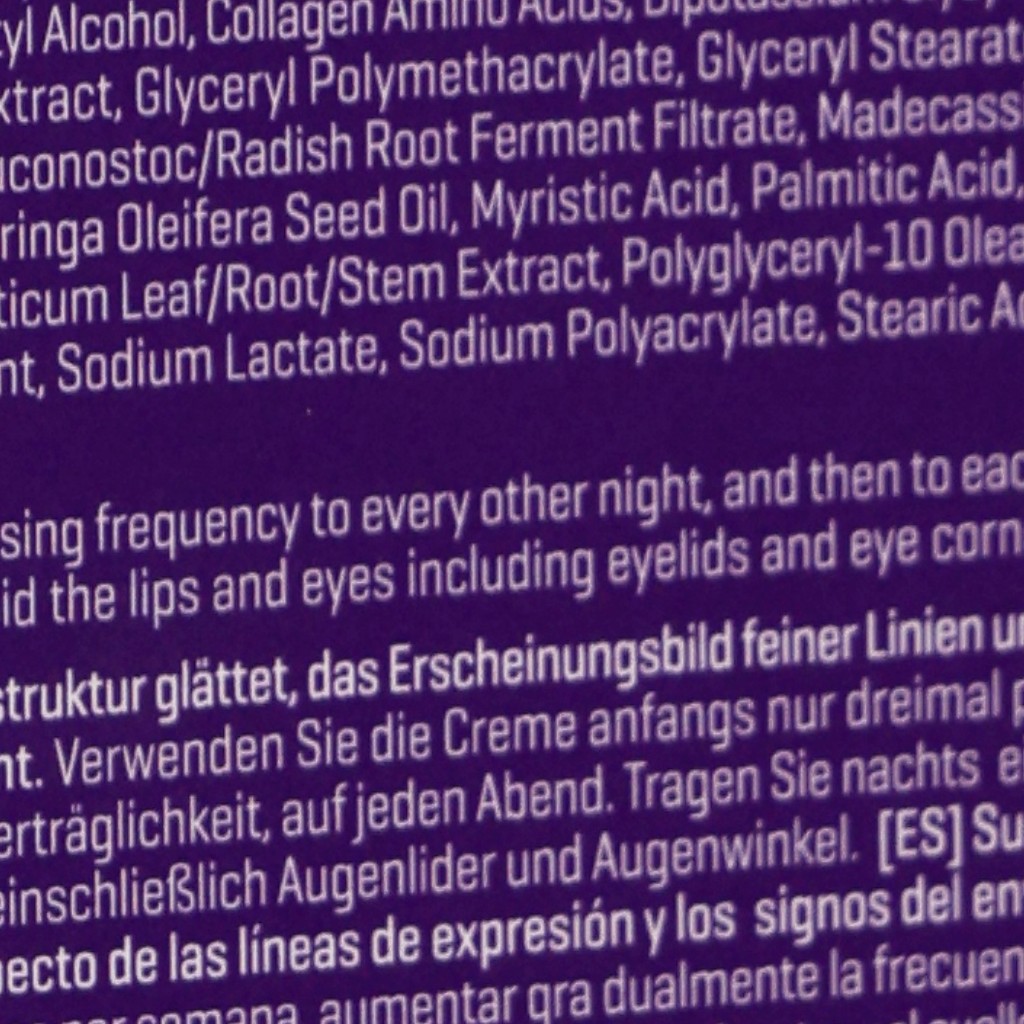 yl Alcohol, Collagen Amino Acids,
xtract, Glyceryl Polymethacrylate, Glyceryl Stearat
uconostoc/Radish Root Ferment Filtrate, Madecass
ringa Oleifera Seed Oil, Myristic Acid, Palmitic Acid,
ticum Leaf/Root/Stem Extract, Polyglyceryl-10 Olea
nt, Sodium Lactate, Sodium Polyacrylate, Stearic A
sing frequency to every other night, and then to eac
id the lips and eyes including eyelids and eye corn
struktur glättet, das Erscheinungsbild feiner Linien u
nt. Verwenden Sie die Creme anfangs nur dreimal p
erträglichkeit, auf jeden Abend. Tragen Sie nachts e
einschließlich Augenlider und Augenwinkel. [ES] Su
pecto de las líneas de expresión y los signos del en
por semana, aumentar gra dualmente la frecuen